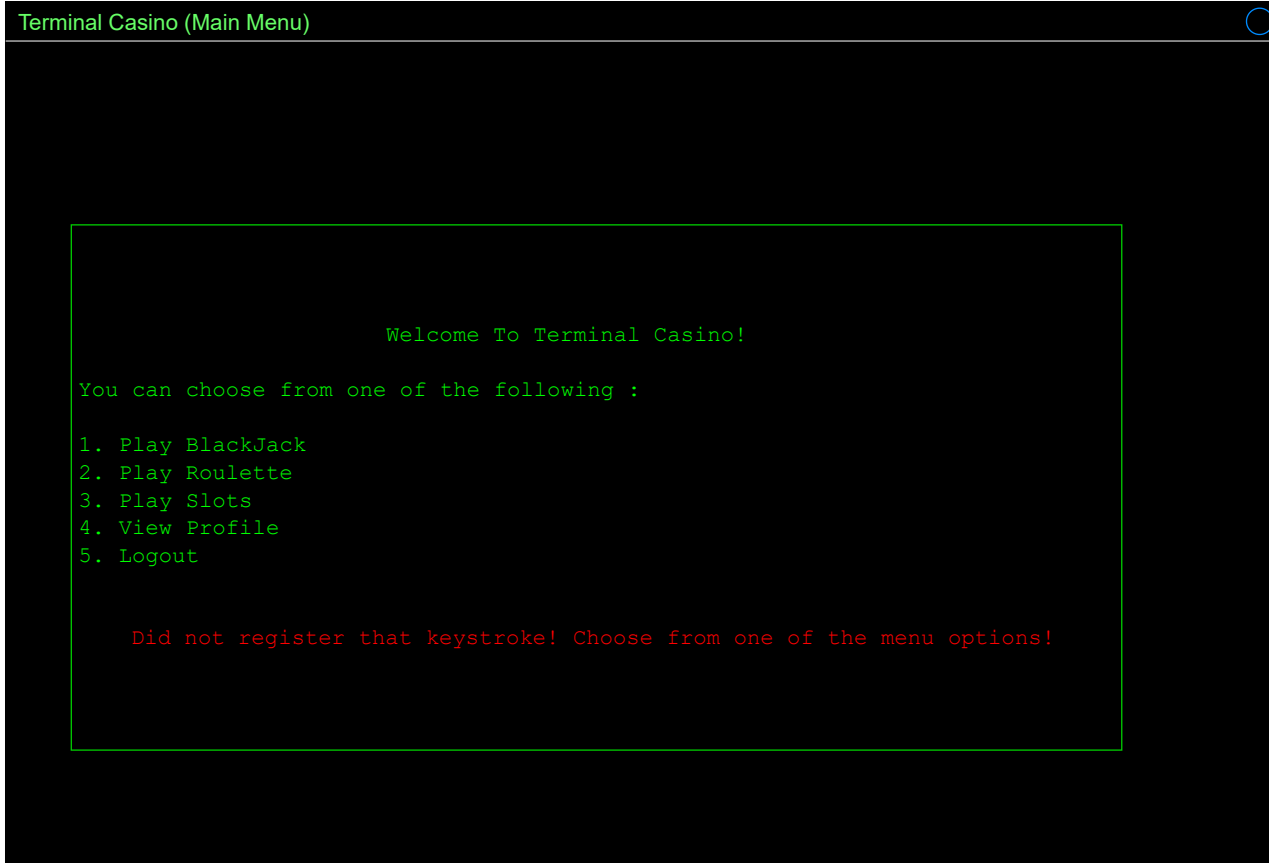 Terminal Casino (Main Menu)
Welcome To Terminal Casino!
You can choose from one of the following :
1. Play BlackJack
2. Play Roulette
3. Play Slots
4. View Profile
5. Logout
Did not register that keystroke! Choose from one of the menu options!